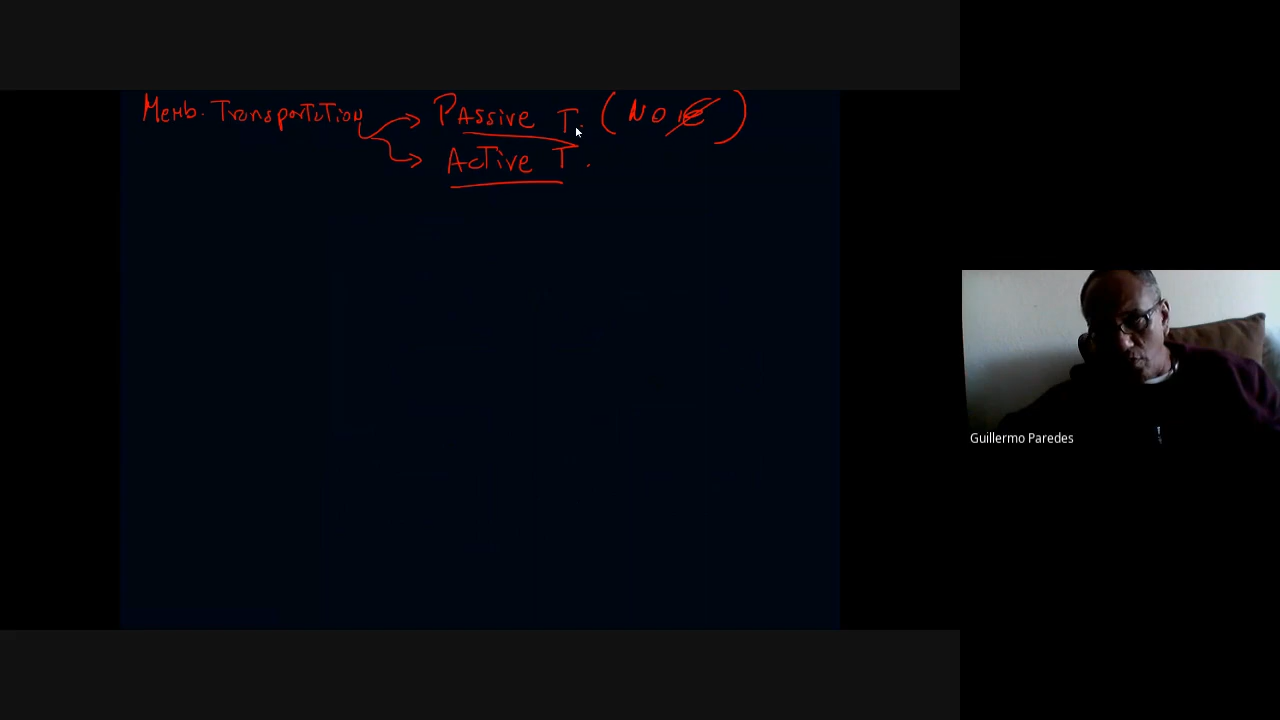 Memb. Transportation → Passive T. (NO E)
→ Active T.
Guillermo Paredes